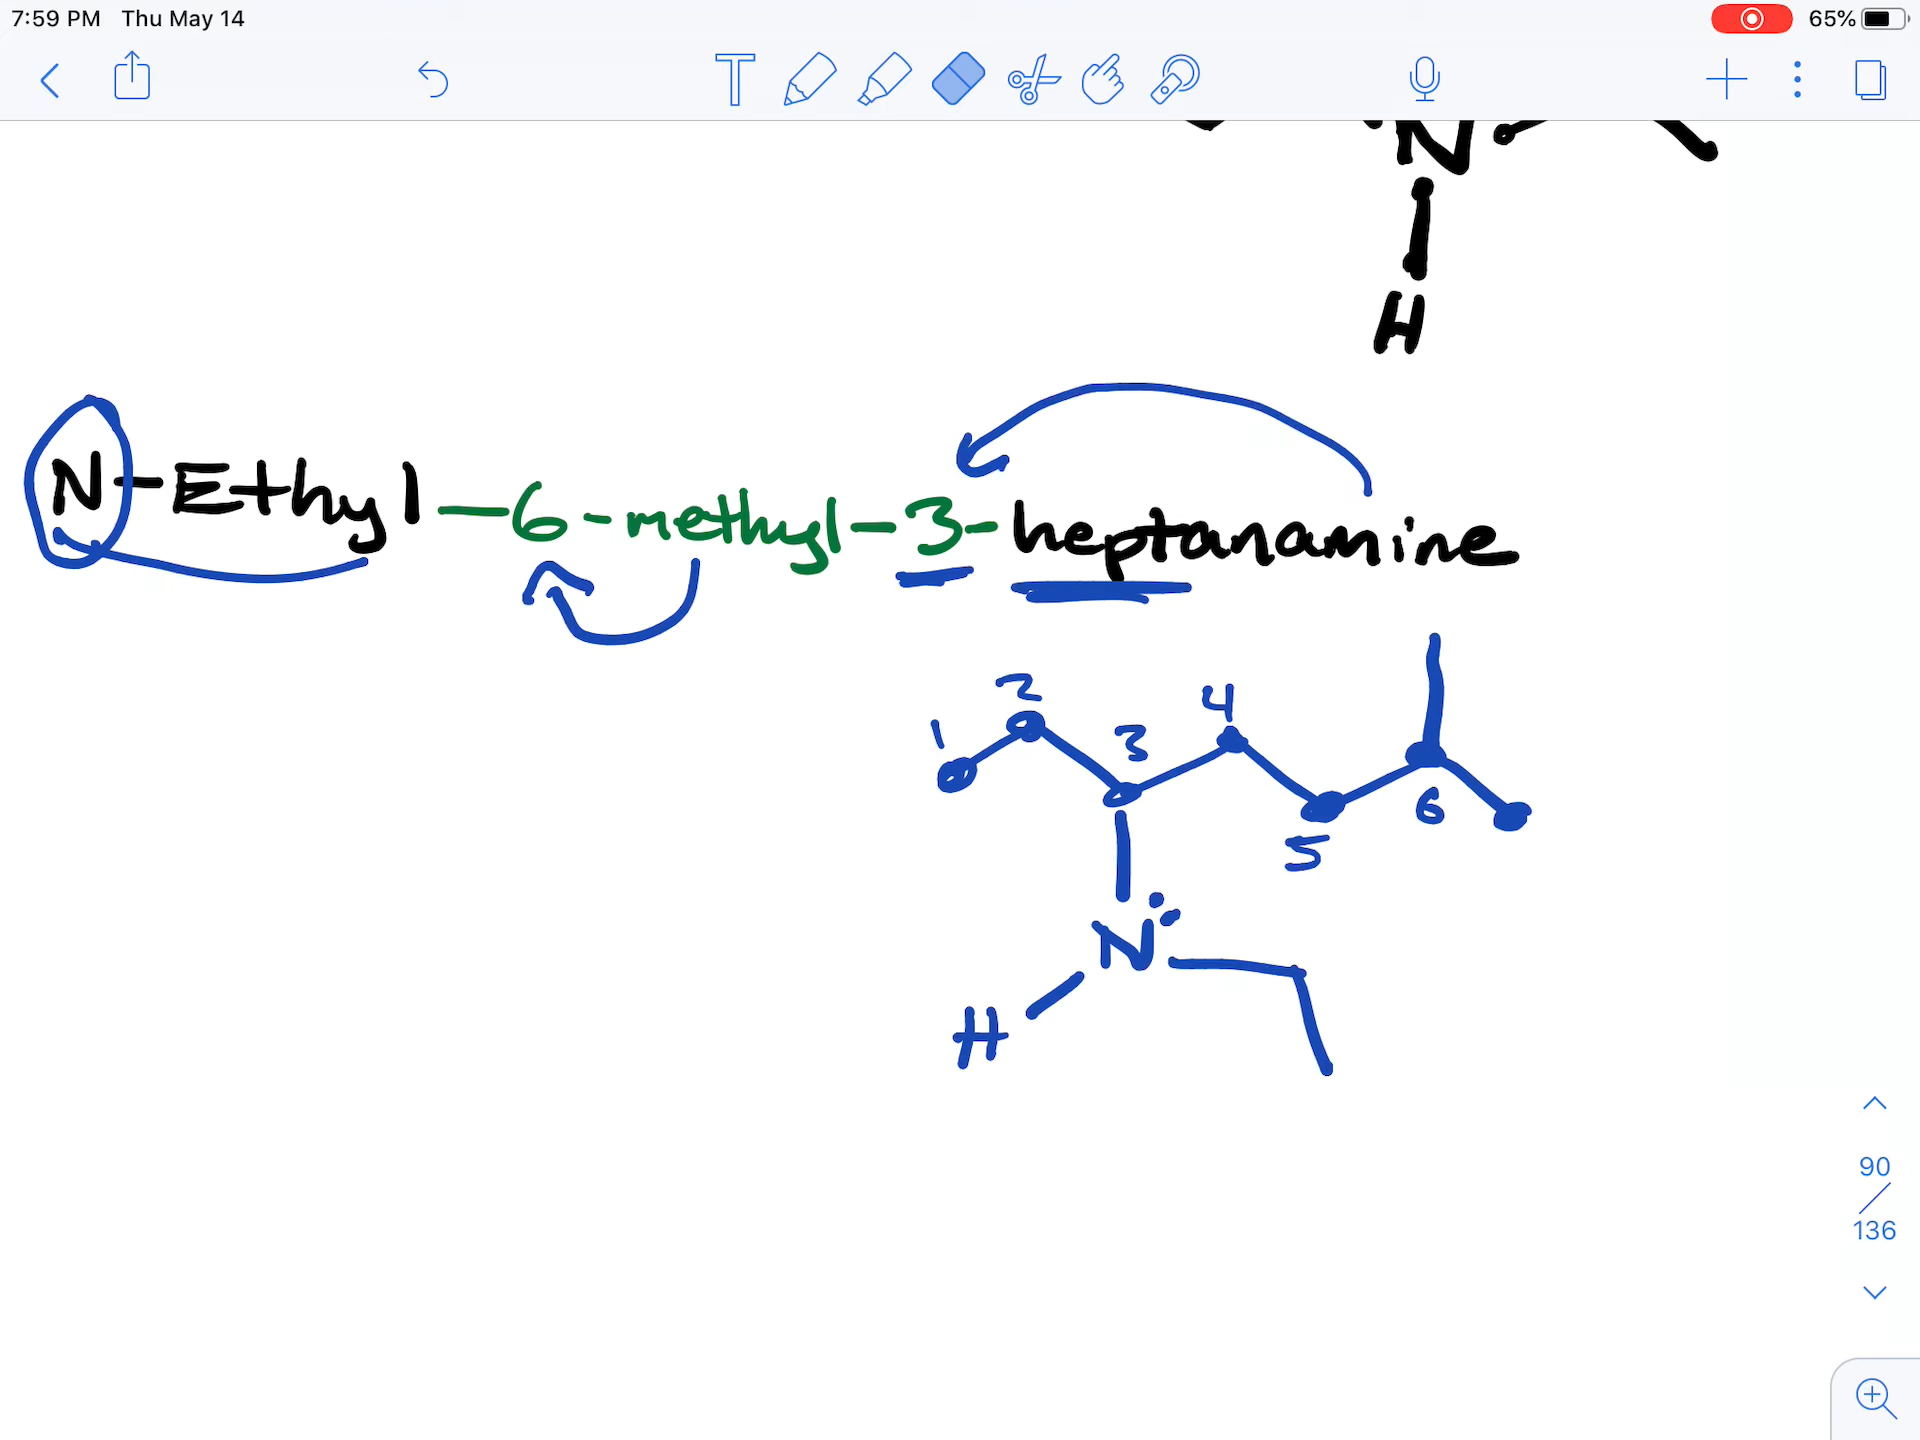 7:59 PM Thu May 14
65%
T
N
H
N-Ethyl-6-methyl-3-heptanamine
1 2 3 4 5 6
N
H
90
/
136